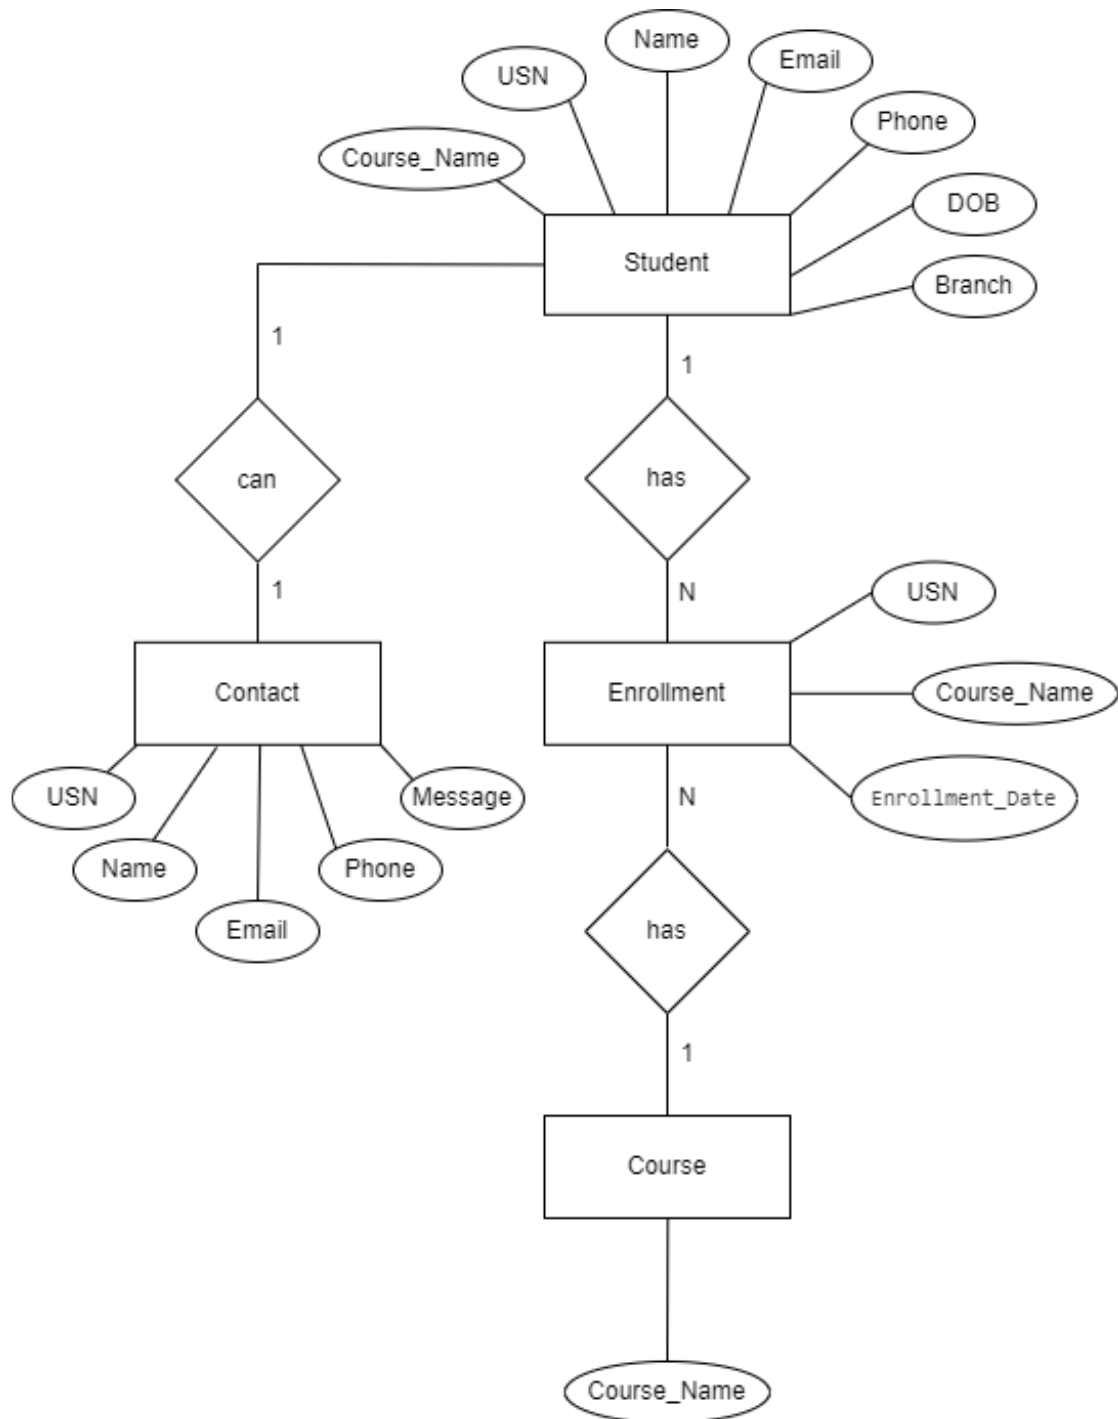 Name
Email
USN
Phone
Course_Name
DOB
Student
Branch
1
1
can
has
1
N
USN
Contact
Enrollment
Course_Name
USN
Message
N
Enrollment_Date
Name
Phone
Email
has
1
Course
Course_Name